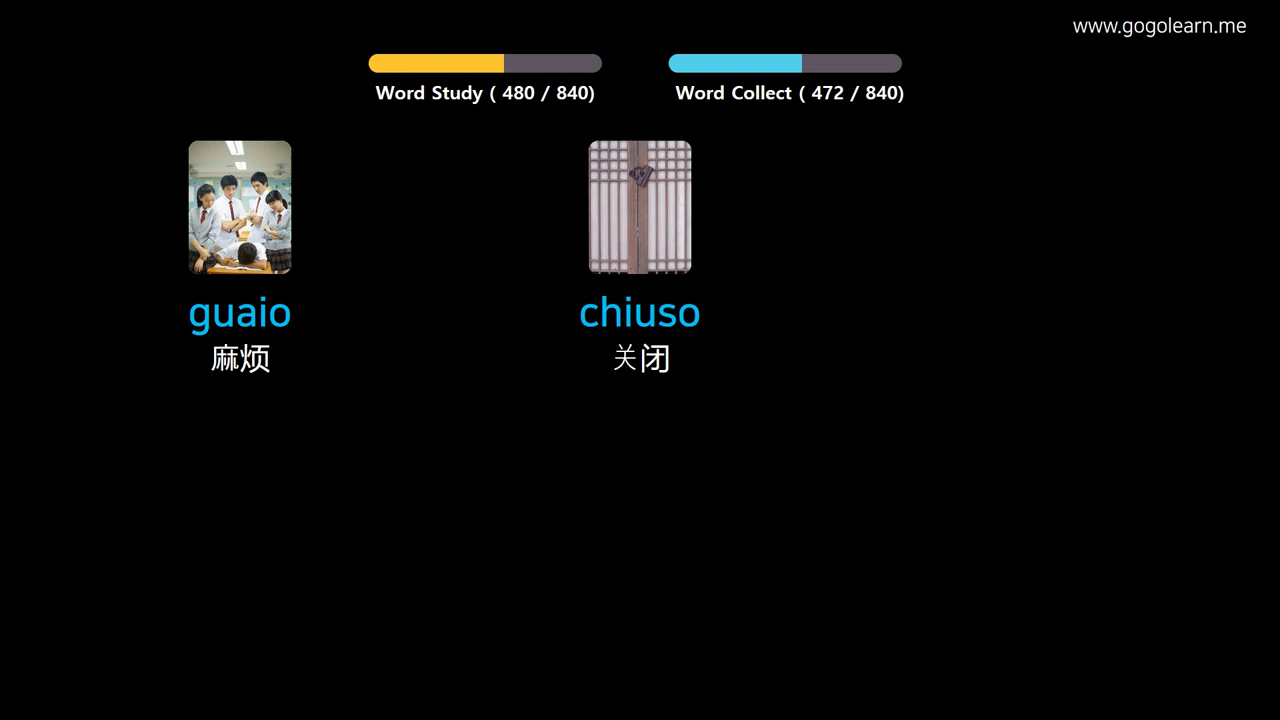 www.gogolearn.me
Word Study ( 480 / 840)
Word Collect ( 472 / 840)
guaio
麻烦
chiuso
关闭